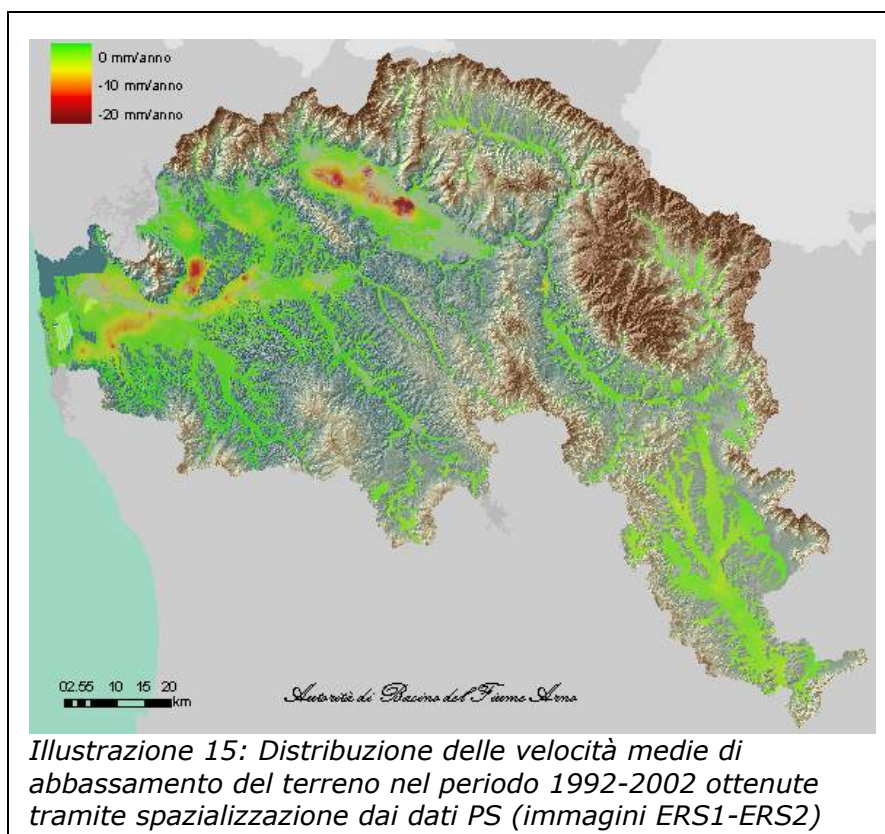 0 mm/anno
-10 mm/anno
-20 mm/anno
02.55 10 15 20
km
Autorità di Bacino del Fiume Arno
Illustrazione 15: Distribuzione delle velocità medie di
abbassamento del terreno nel periodo 1992-2002 ottenute
tramite spazializzazione dai dati PS (immagini ERS1-ERS2)